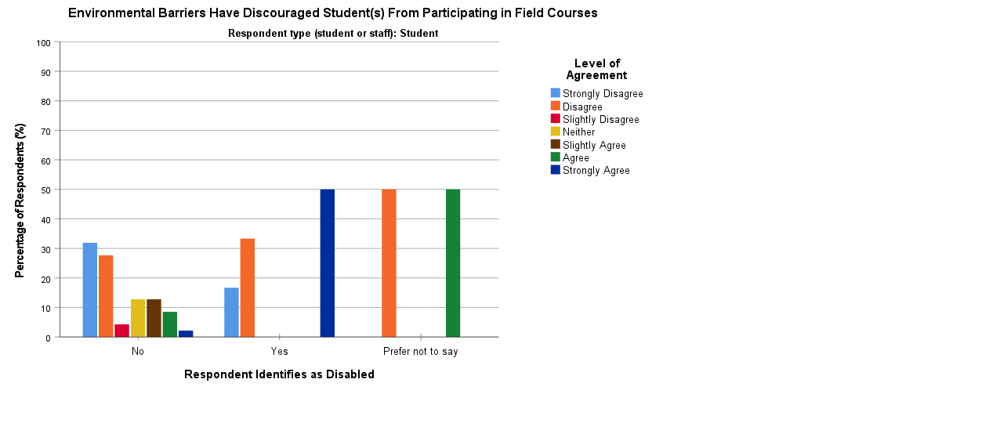 Environmental Barriers Have Discouraged Student(s) From Participating in Field Courses
Respondent type (student or staff): Student
100
90
80
70
60
50
40
30
20
10
0
Percentage of Respondents (%)
No
Yes
Prefer not to say
Respondent Identifies as Disabled
Level of
Agreement
Strongly Disagree
Disagree
Slightly Disagree
Neither
Slightly Agree
Agree
Strongly Agree